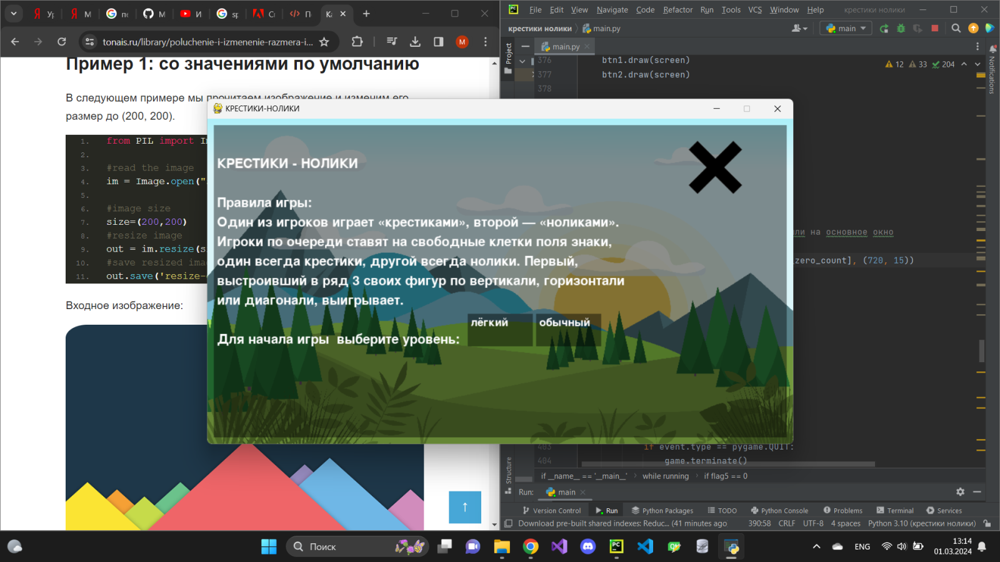 Ур
М
пе
М
И
sp
Сі
П
Ка
tonais.ru/library/poluchenie-i-izmenenie-razmera-i...
M
Пример 1: со значениями по умолчанию
В следующем примере мы прочитаем изображение и изменим его
размер до (200, 200).
1. from PIL import
2.
3. #read the image
4. im = Image.open("
5.
6. #image size
7. size=(200,200)
8. #resize image
9. out = im.resize(
10. #save resized
11. out.save('resize-
Входное изображение:
↑
PC
File Edit View Navigate Code Refactor Run Tools VCS Window Help
крестики нолики
крестики нолики main.py
main
Project
main.py
12 33 204
Notifications
376 btn1.draw(screen)
377 btn2.draw(screen)
378
КРЕСТИКИ-НОЛИКИ
КРЕСТИКИ - НОЛИКИ
Правила игры:
Один из игроков играет «крестиками», второй — «ноликами».
Игроки по очереди ставят на свободные клетки поля знаки,
один всегда крестики, другой всегда нолики. Первый,
выстроивший в ряд 3 своих фигур по вертикали, горизонтали
или диагонали, выигрывает.
лёгкий обычный
Для начала игры выберите уровень:
на основное окно
_zero_count], (720, 15))
403 if event.type == pygame.QUIT:
404 game.terminate()
Structure
if __name__ == '__main__' while running if flag5 == 0
Run: main
Version Control Run Python Packages TODO Python Console Problems Terminal Services
Download pre-built shared indexes: Reduc... (41 minutes ago 390:58 CRLF UTF-8 4 spaces Python 3.10 (крестики нолики)
Поиск
PC
ENG
13:14
01.03.2024